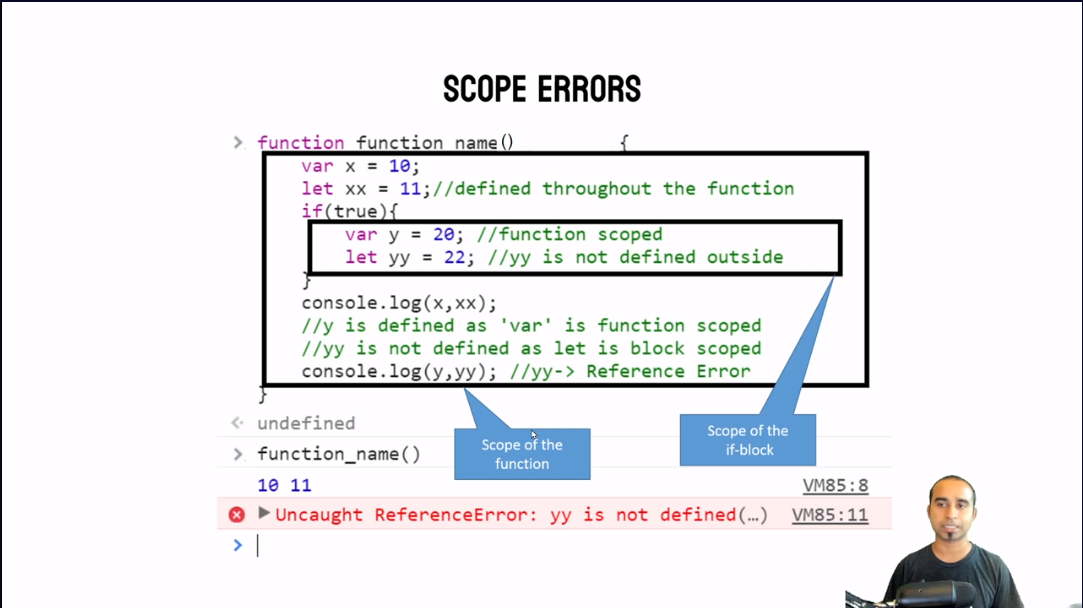 SCOPE ERRORS
> function function_name() {
var x = 10;
let xx = 11;//defined throughout the function
if(true){
var y = 20; //function scoped
let yy = 22; //yy is not defined outside
}
console.log(x,xx);
//y is defined as 'var' is function scoped
//yy is not defined as let is block scoped
console.log(y,yy); //yy-> Reference Error
}
undefined
Scope of the
function
Scope of the
if-block
> function_name()
10 11 VM85:8
Uncaught ReferenceError: yy is not defined(…) VM85:11
>